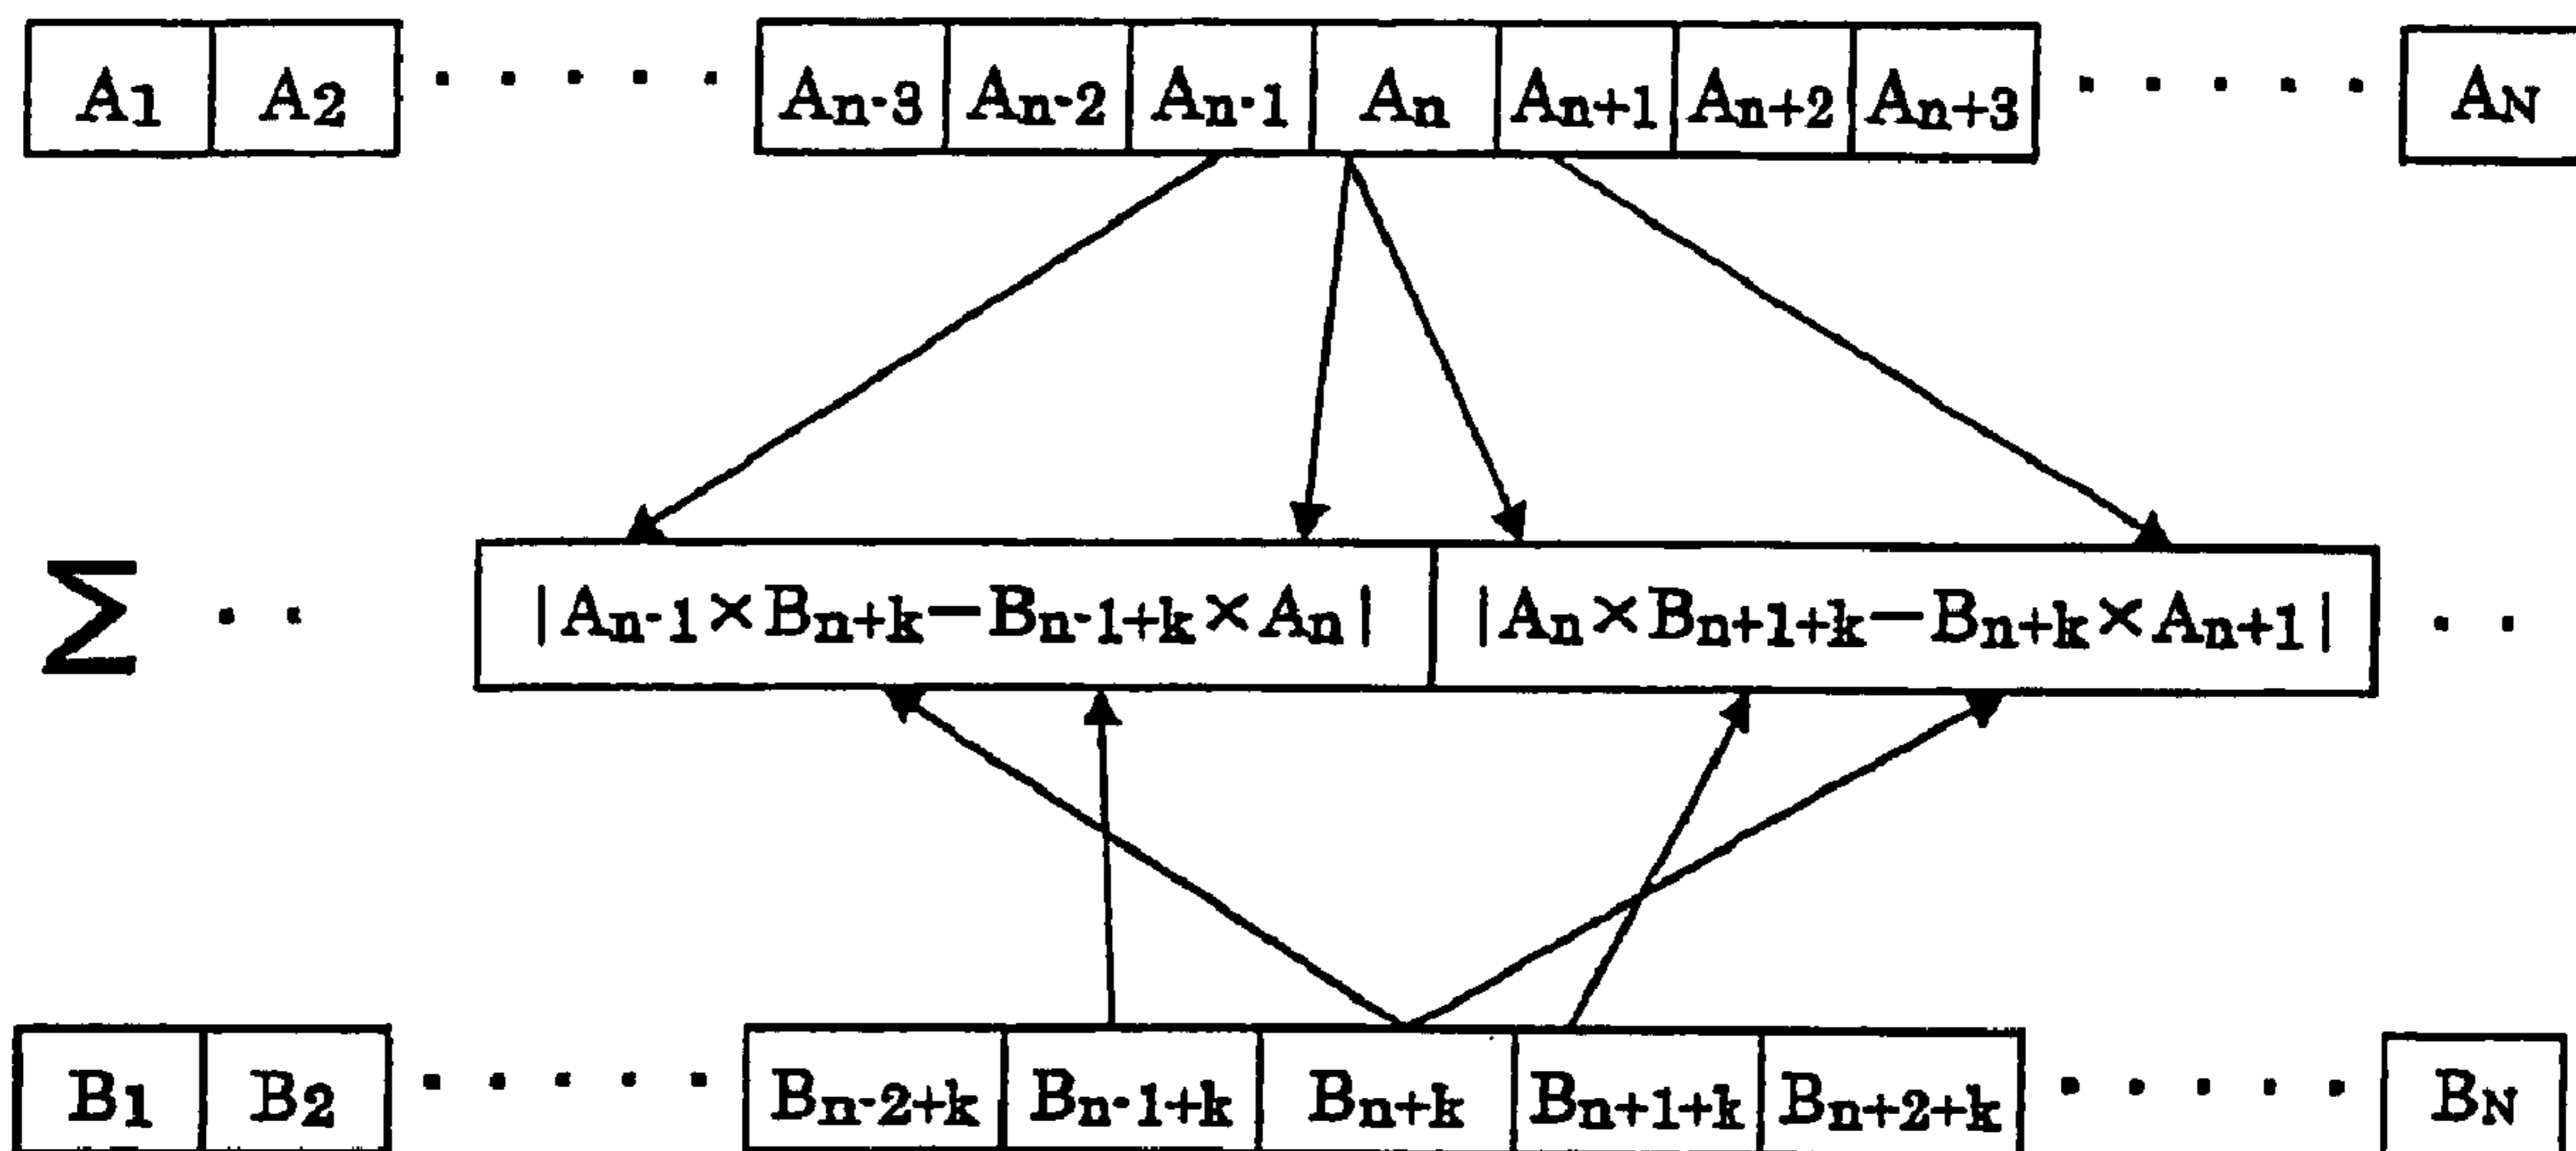 A1 A2 · · · · · An-3 An-2 An-1 An An+1 An+2 An+3 · · · · · AN
Σ · · |An-1×Bn+k−Bn-1+k×An| |An×Bn+1+k−Bn+k×An+1| · ·
B1 B2 · · · · · Bn-2+k Bn-1+k Bn+k Bn+1+k Bn+2+k · · · · · BN